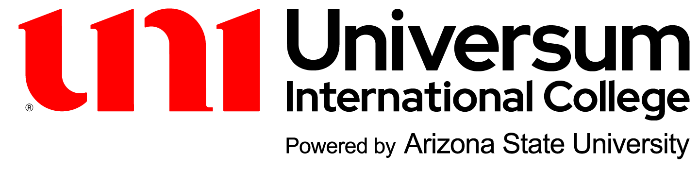 uni
®
Universum
International College
Powered by Arizona State University